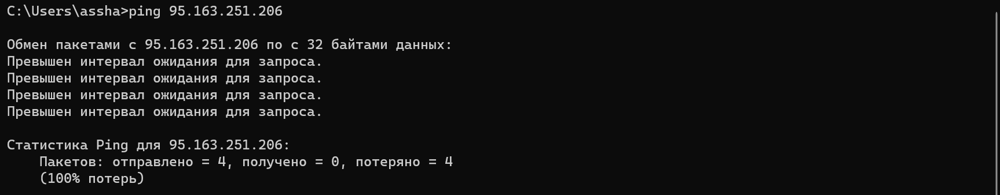 C:\Users\assha>ping 95.163.251.206
Обмен пакетами с 95.163.251.206 по с 32 байтами данных:
Превышен интервал ожидания для запроса.
Превышен интервал ожидания для запроса.
Превышен интервал ожидания для запроса.
Превышен интервал ожидания для запроса.
Статистика Ping для 95.163.251.206:
Пакетов: отправлено = 4, получено = 0, потеряно = 4
(100% потерь)